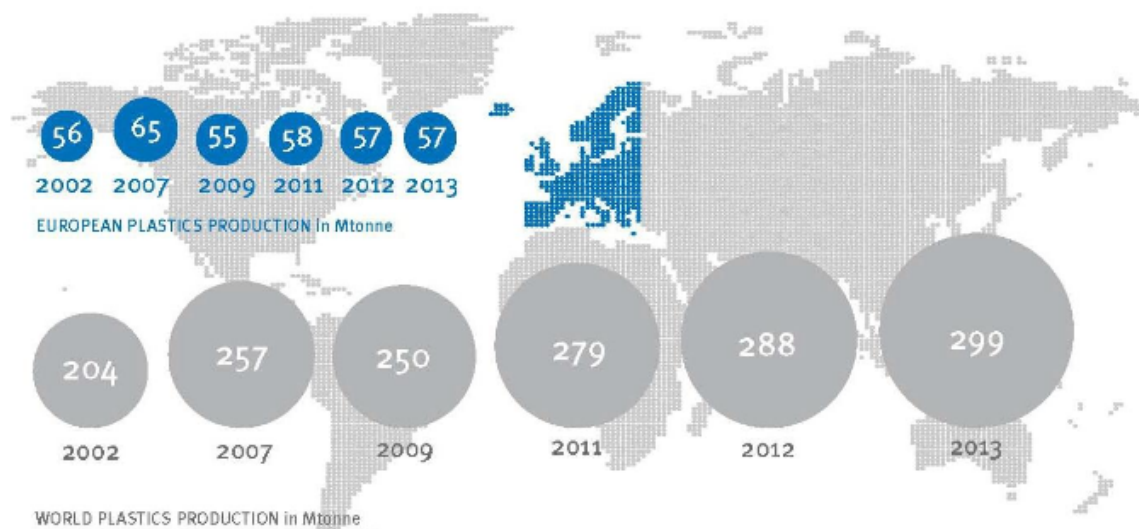 56 65 55 58 57 57
2002 2007 2009 2011 2012 2013
EUROPEAN PLASTICS PRODUCTION in Mtonne
204 257 250 279 288 299
2002 2007 2009 2011 2012 2013
WORLD PLASTICS PRODUCTION in Mtonne